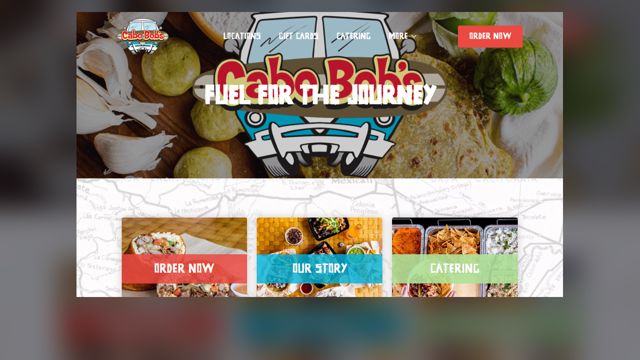 Cabo Bob's
LOCATIONS
GIFT CARDS
CATERING
MORE
ORDER NOW
Cabo Bob's
FUEL FOR THE JOURNEY
ORDER NOW
OUR STORY
CATERING